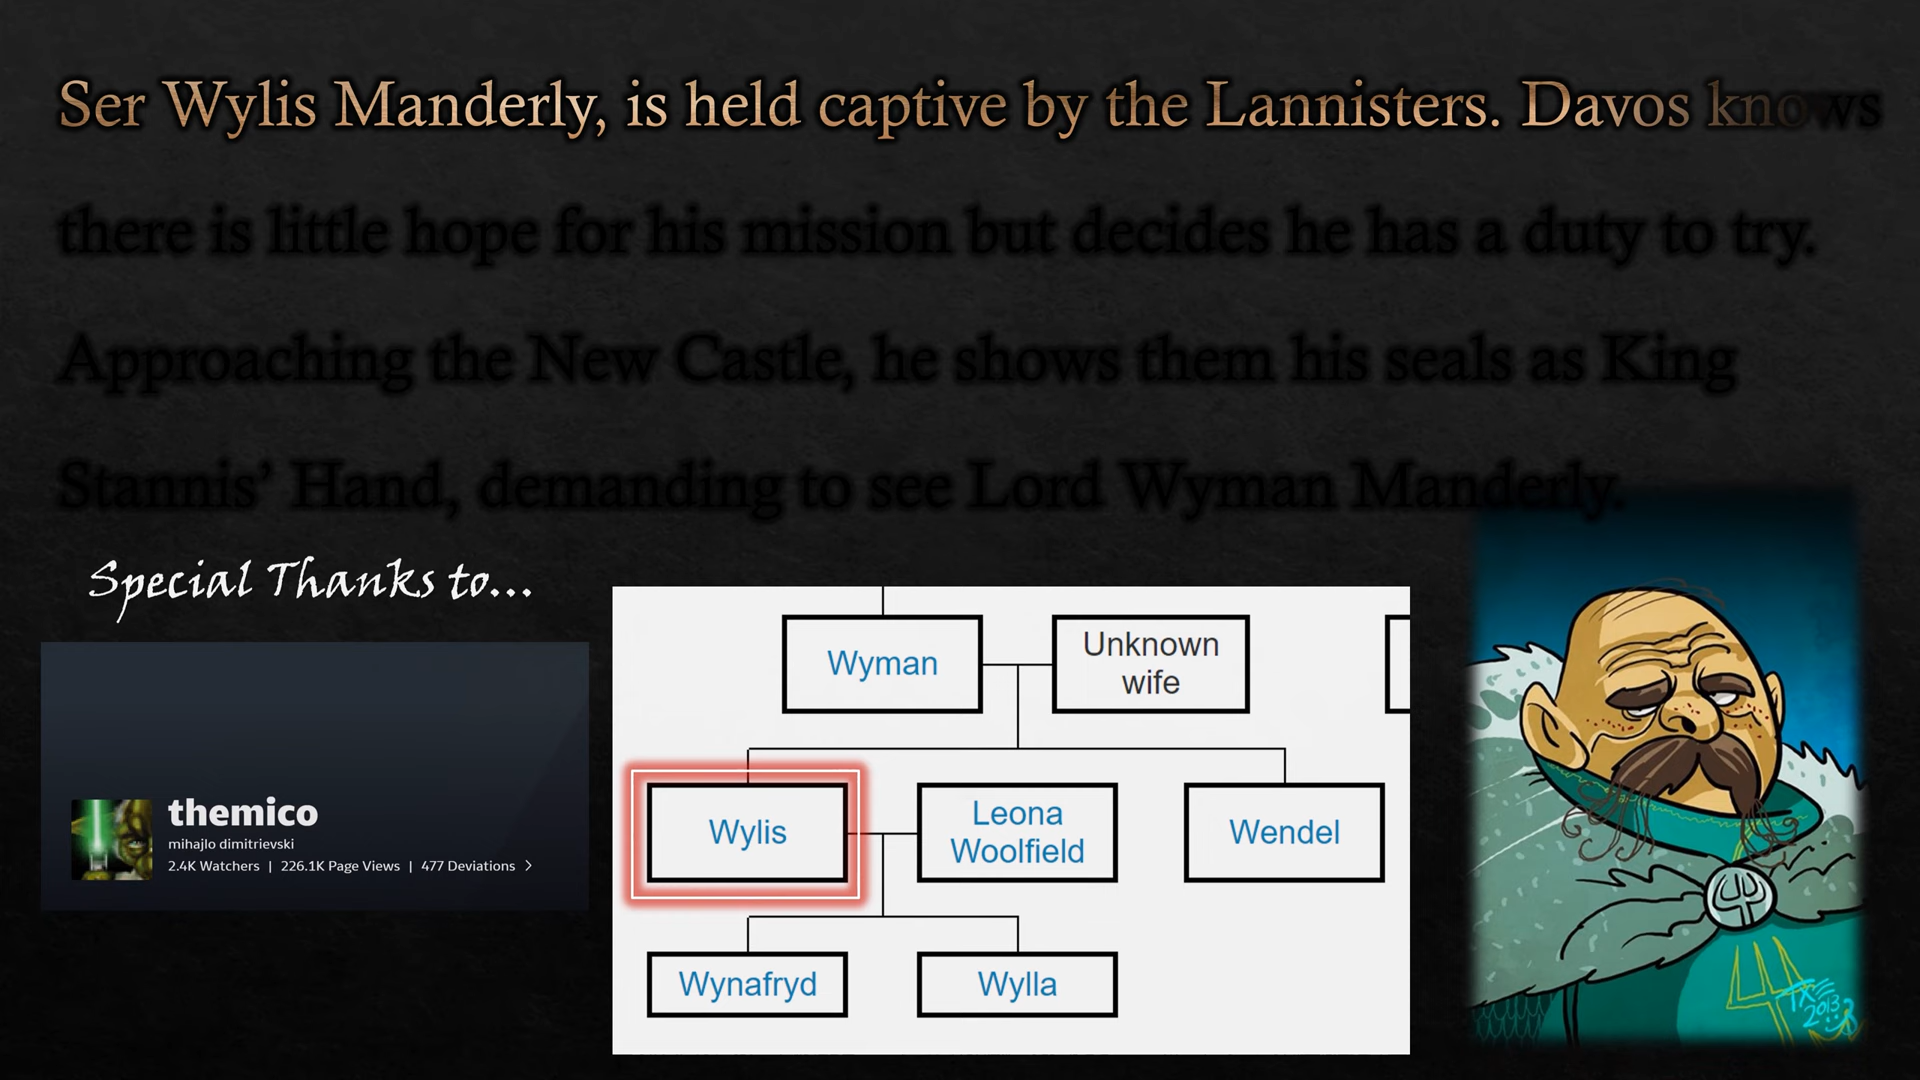 Ser Wylis Manderly, is held captive by the Lannisters. Davos knows
there is little hope for his mission but decides he has a duty to try.
Approaching the New Castle, he shows them his seals as King
Stannis’ Hand, demanding to see Lord Wyman Manderly.
Special Thanks to...
themico
mihajlo dimitrievski
2.4K Watchers | 226.1K Page Views | 477 Deviations >
Wyman
Unknown
wife
Wylis
Leona
Woolfield
Wendel
Wynafryd
Wylla
2013